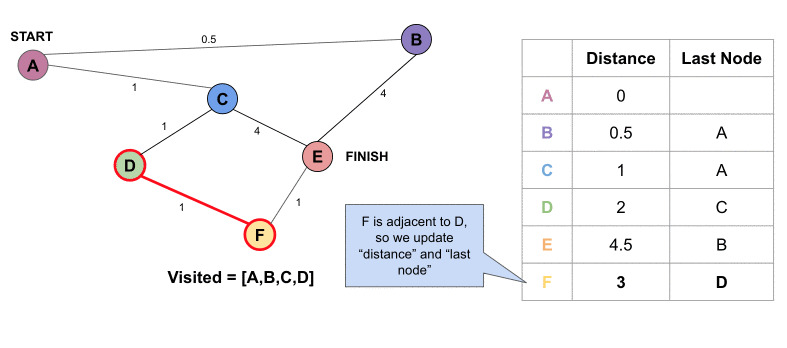 START
A
0.5
B
1
C
4
4
1
D
E
FINISH
1
1
F
Visited = [A,B,C,D]
F is adjacent to D,
so we update
“distance” and “last
node”
Distance Last Node
A 0
B 0.5 A
C 1 A
D 2 C
E 4.5 B
F 3 D